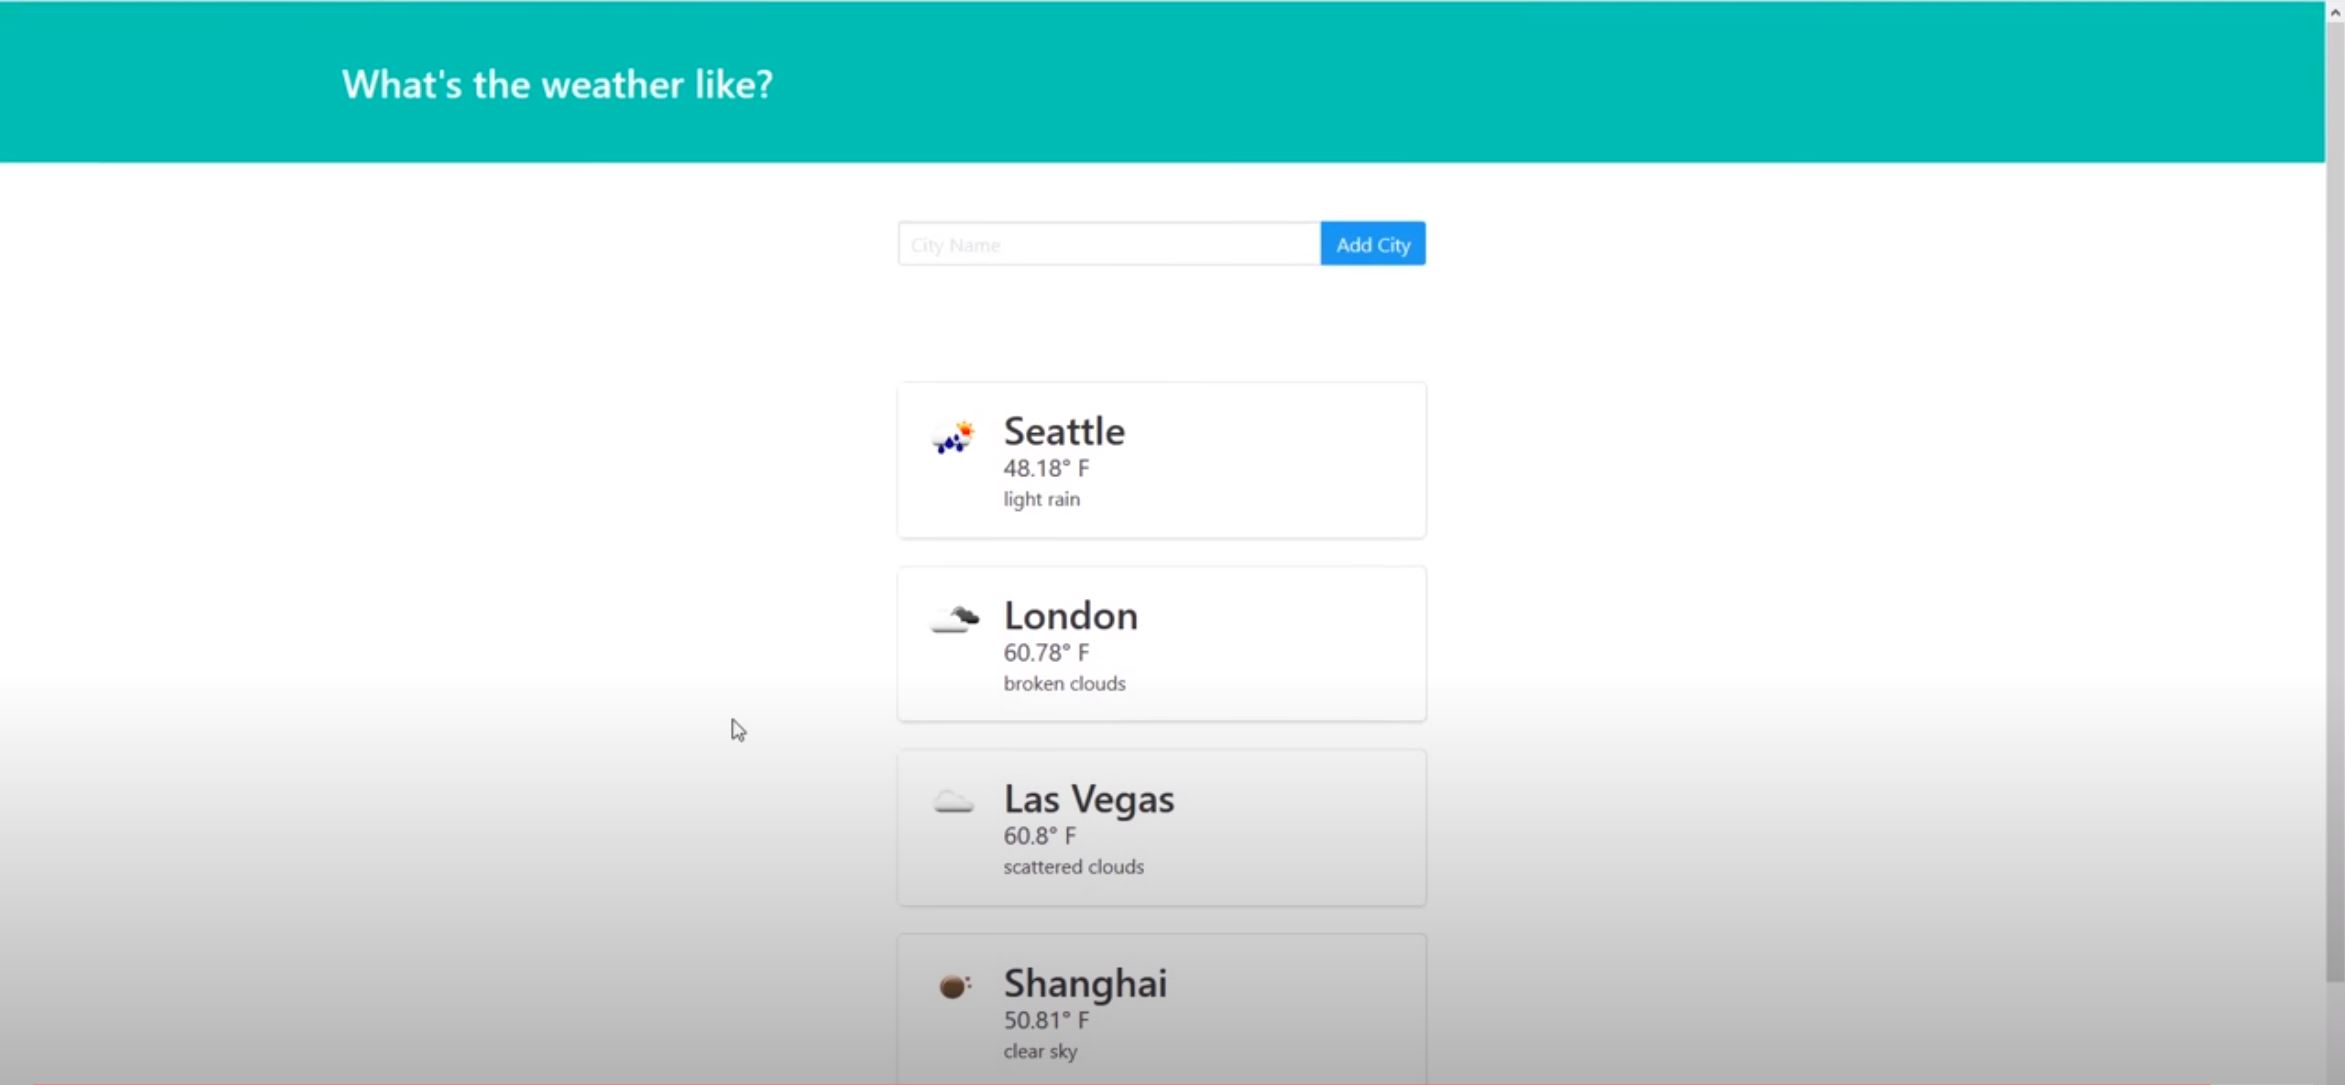 What's the weather like?
City Name
Add City
Seattle
48.18° F
light rain
London
60.78° F
broken clouds
Las Vegas
60.8° F
scattered clouds
Shanghai
50.81° F
clear sky